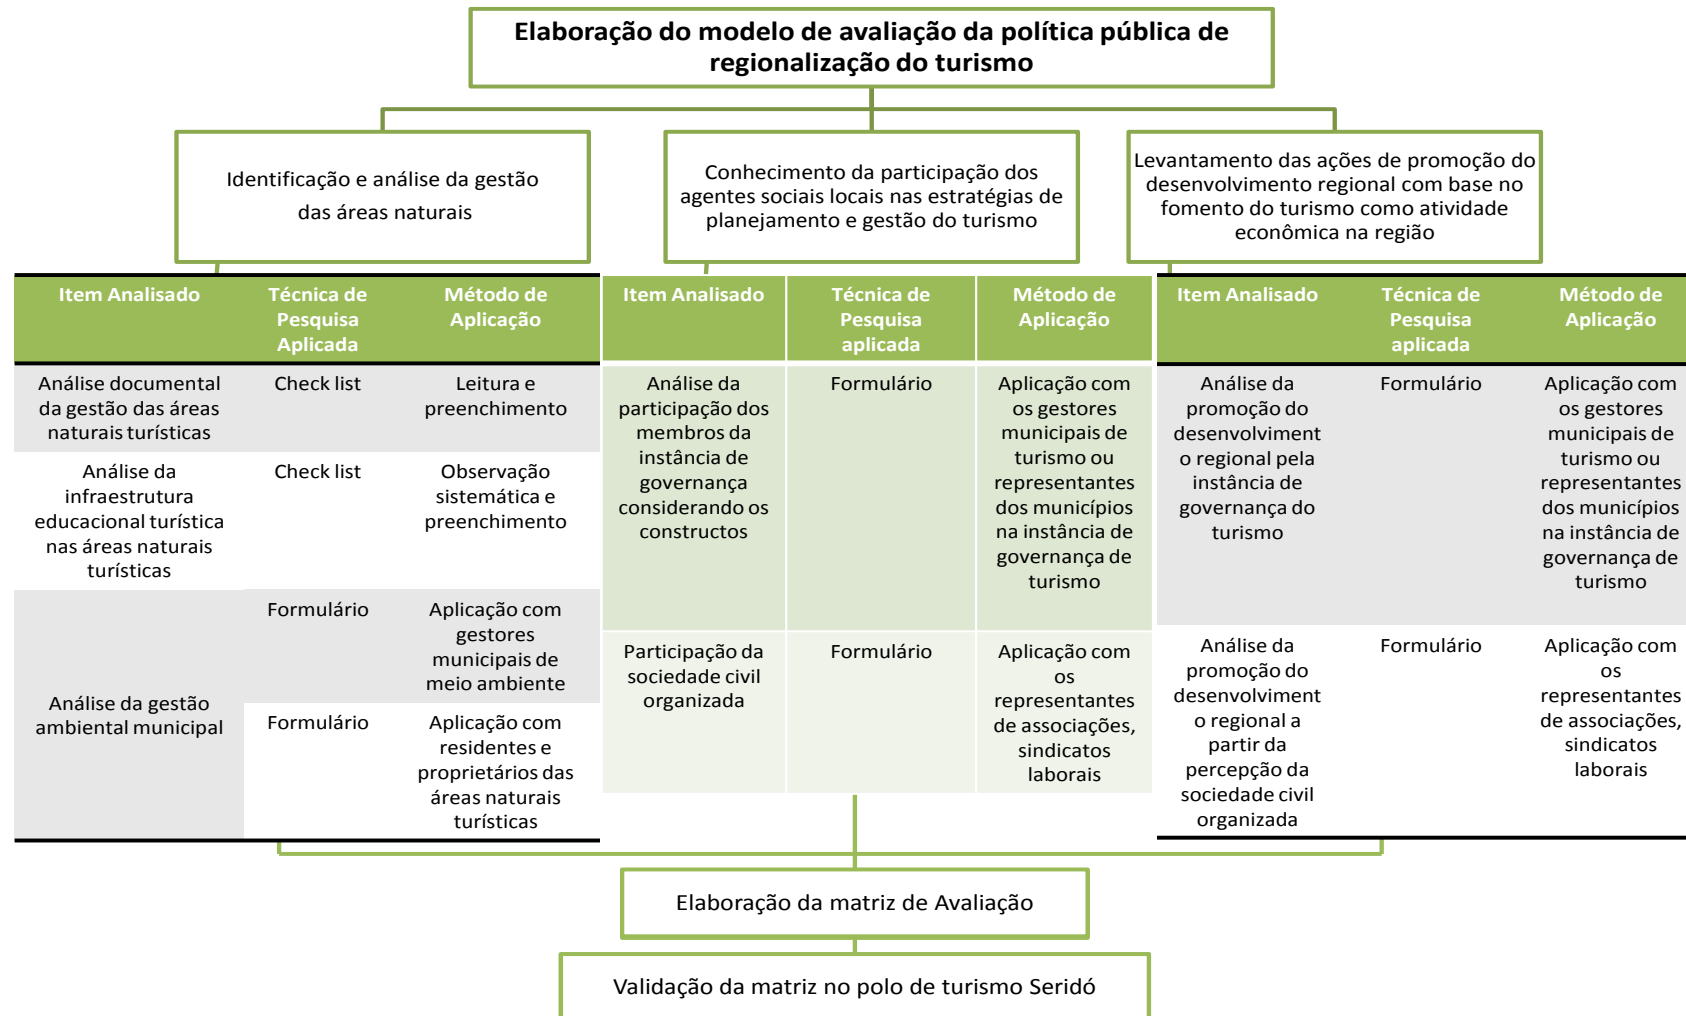 Elaboração do modelo de avaliação da política pública de
regionalização do turismo
Identificação e análise da gestão
das áreas naturais
Conhecimento da participação dos
agentes sociais locais nas estratégias de
planejamento e gestão do turismo
Levantamento das ações de promoção do
desenvolvimento regional com base no
fomento do turismo como atividade
econômica na região
Item Analisado
Técnica de
Pesquisa
Aplicada
Método de
Aplicação
Análise documental
da gestão das áreas
naturais turísticas
Check list
Leitura e
preenchimento
Análise da
infraestrutura
educacional turística
nas áreas naturais
turísticas
Check list
Observação
sistemática e
preenchimento
Análise da gestão
ambiental municipal
Formulário
Aplicação com
gestores
municipais de
meio ambiente
Formulário
Aplicação com
residentes e
proprietários das
áreas naturais
turísticas
Item Analisado
Técnica de
Pesquisa
aplicada
Método de
Aplicação
Análise da
participação dos
membros da
instância de
governança
considerando os
constructos
Formulário
Aplicação com
os gestores
municipais de
turismo ou
representantes
dos municípios
na instância de
governança de
turismo
Participação da
sociedade civil
organizada
Formulário
Aplicação com
os
representantes
de associações,
sindicatos
laborais
Item Analisado
Técnica de
Pesquisa
aplicada
Método de
Aplicação
Análise da
promoção do
desenvolviment
o regional pela
instância de
governança do
turismo
Formulário
Aplicação com
os gestores
municipais de
turismo ou
representantes
dos municípios
na instância de
governança de
turismo
Análise da
promoção do
desenvolviment
o regional a
partir da
percepção da
sociedade civil
organizada
Formulário
Aplicação com
os
representantes
de associações,
sindicatos
laborais
Elaboração da matriz de Avaliação
Validação da matriz no polo de turismo Seridó